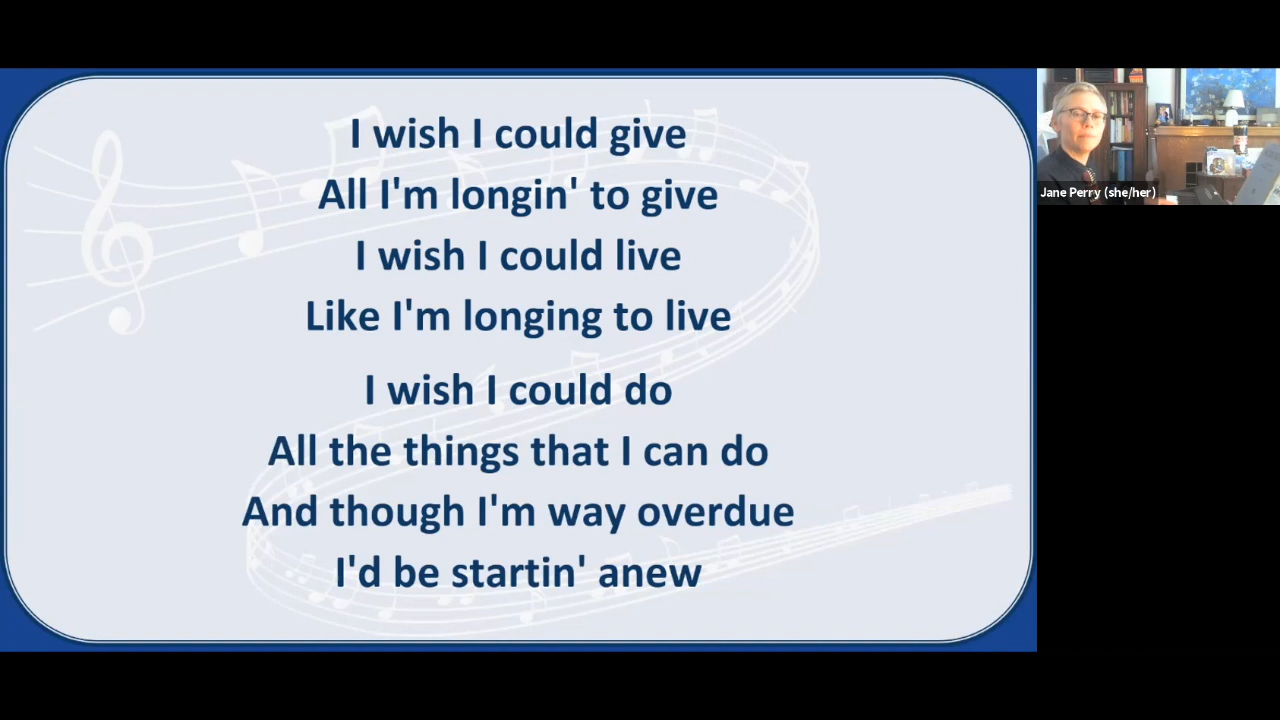 I wish I could give
All I'm longin' to give
I wish I could live
Like I'm longing to live
I wish I could do
All the things that I can do
And though I'm way overdue
I'd be startin' anew
Jane Perry (she/her)